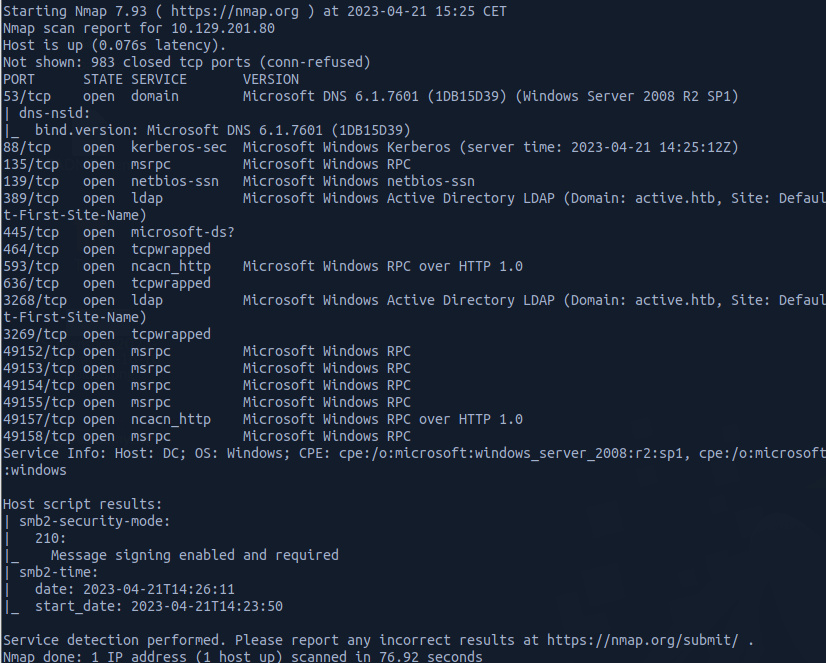 Starting Nmap 7.93 ( https://nmap.org ) at 2023-04-21 15:25 CET
Nmap scan report for 10.129.201.80
Host is up (0.076s latency).
Not shown: 983 closed tcp ports (conn-refused)
PORT      STATE SERVICE       VERSION
53/tcp    open  domain        Microsoft DNS 6.1.7601 (1DB15D39) (Windows Server 2008 R2 SP1)
| dns-nsid:
|_  bind.version: Microsoft DNS 6.1.7601 (1DB15D39)
88/tcp    open  kerberos-sec  Microsoft Windows Kerberos (server time: 2023-04-21 14:25:12Z)
135/tcp   open  msrpc         Microsoft Windows RPC
139/tcp   open  netbios-ssn   Microsoft Windows netbios-ssn
389/tcp   open  ldap          Microsoft Windows Active Directory LDAP (Domain: active.htb, Site: Defaul
t-First-Site-Name)
445/tcp   open  microsoft-ds?
464/tcp   open  tcpwrapped
593/tcp   open  ncacn_http    Microsoft Windows RPC over HTTP 1.0
636/tcp   open  tcpwrapped
3268/tcp  open  ldap          Microsoft Windows Active Directory LDAP (Domain: active.htb, Site: Defaul
t-First-Site-Name)
3269/tcp  open  tcpwrapped
49152/tcp open  msrpc         Microsoft Windows RPC
49153/tcp open  msrpc         Microsoft Windows RPC
49154/tcp open  msrpc         Microsoft Windows RPC
49155/tcp open  msrpc         Microsoft Windows RPC
49157/tcp open  ncacn_http    Microsoft Windows RPC over HTTP 1.0
49158/tcp open  msrpc         Microsoft Windows RPC
Service Info: Host: DC; OS: Windows; CPE: cpe:/o:microsoft:windows_server_2008:r2:sp1, cpe:/o:microsoft
:windows

Host script results:
| smb2-security-mode:
|   210:
|_    Message signing enabled and required
| smb2-time:
|   date: 2023-04-21T14:26:11
|_  start_date: 2023-04-21T14:23:50

Service detection performed. Please report any incorrect results at https://nmap.org/submit/ .
Nmap done: 1 IP address (1 host up) scanned in 76.92 seconds